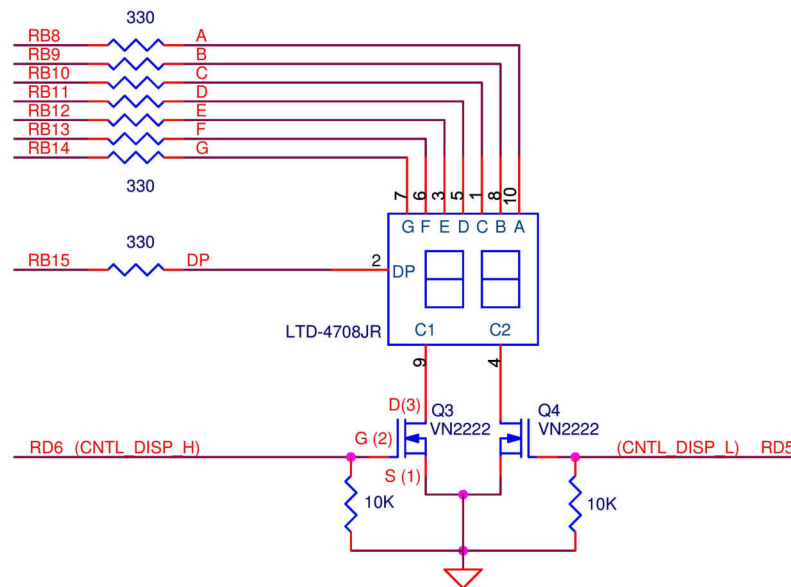 330
RB8 A
RB9 B
RB10 C
RB11 D
RB12 E
RB13 F
RB14 G
330
7 6 3 5 1 8 10
G F E D C B A
330
RB15 DP 2 DP
LTD-4708JR C1 C2
9 4
D(3) Q3 Q4
VN2222 VN2222
G (2)
RD6 (CNTL_DISP_H) (CNTL_DISP_L) RD5
S (1)
10K 10K